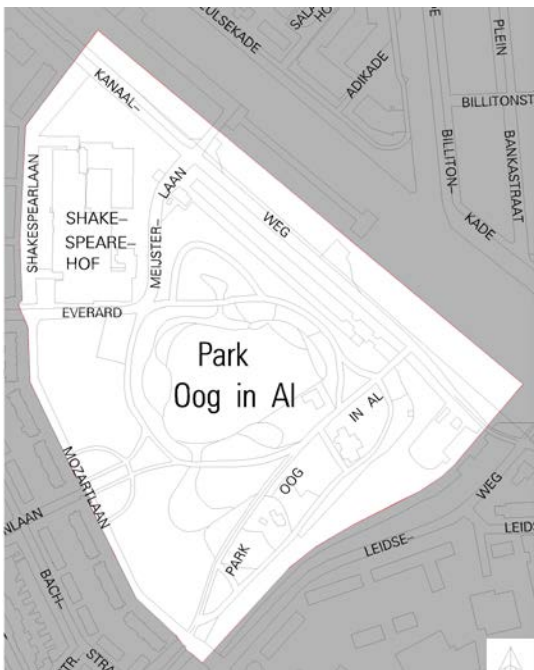 ULSEKADE
SAL
HO
ADIKADE
DE
PLEIN
BILLITONST
BANKASTRAAT
BILLITON–
KADE
KANAAL–
WEG
SHAKESPEARLAAN
SHAKE–
SPEARE–
HOF
LAAN
MEIJSTER–
EVERARD
Park
Oog in Al
IN AL
OOG
PARK
MOZARTLAAN
NLAAN
BACH–
STR.
STRA
LEIDSE–
WEG
LEIDS